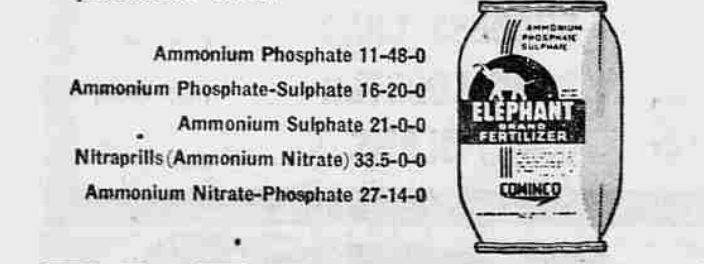 Ammonium Phosphate 11-48-0
Ammonium Phosphate-Sulphate 16-20-0
Ammonium Sulphate 21-0-0
Nitraprills (Ammonium Nitrate) 33.5-0-0
Ammonium Nitrate-Phosphate 27-14-0
AMMONIUM
PHOSPHATE
SULPHATE
ELEPHANT
BRAND
FERTILIZER
COMINCO